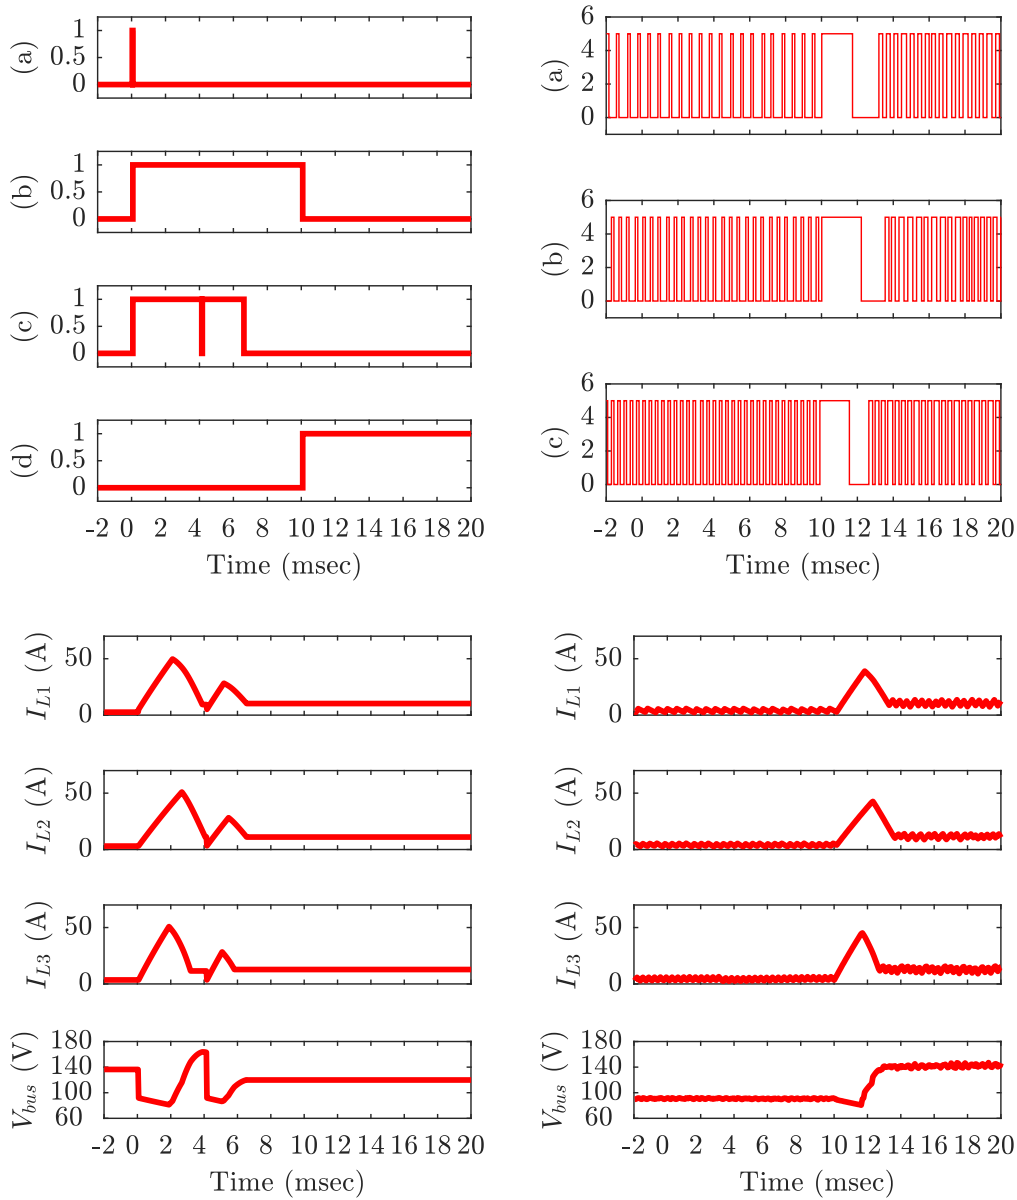 (a) 1 0.5 0
(b) 1 0.5 0
(c) 1 0.5 0
(d) 1 0.5 0
-2 0 2 4 6 8 10 12 14 16 18 20
Time (msec)
(a) 6 4 2 0
(b) 6 4 2 0
(c) 6 4 2 0
-2 0 2 4 6 8 10 12 14 16 18 20
Time (msec)
I_{L1} (A) 50 0
I_{L2} (A) 50 0
I_{L3} (A) 50 0
V_{bus} (V) 180 140 100 60
-2 0 2 4 6 8 10 12 14 16 18 20
Time (msec)
I_{L1} (A) 50 0
I_{L2} (A) 50 0
I_{L3} (A) 50 0
V_{bus} (V) 180 140 100 60
-2 0 2 4 6 8 10 12 14 16 18 20
Time (msec)